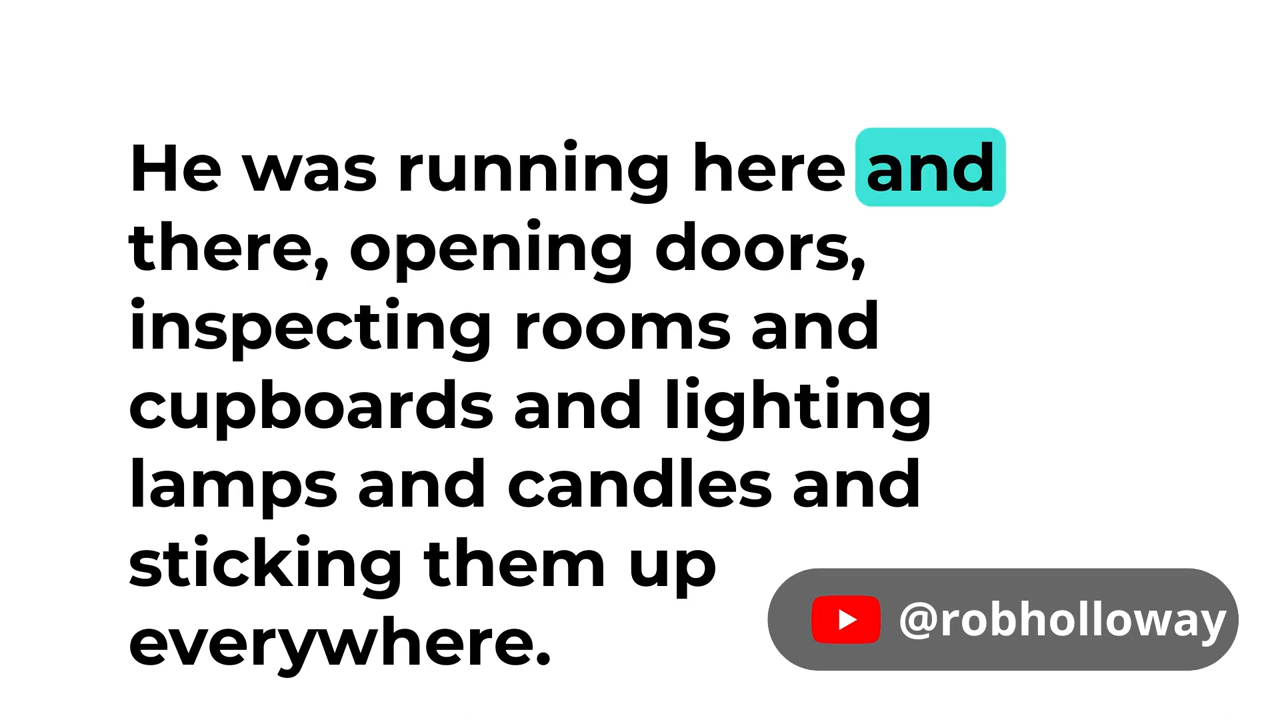 He was running here and
there, opening doors,
inspecting rooms and
cupboards and lighting
lamps and candles and
sticking them up
everywhere.
@robholloway